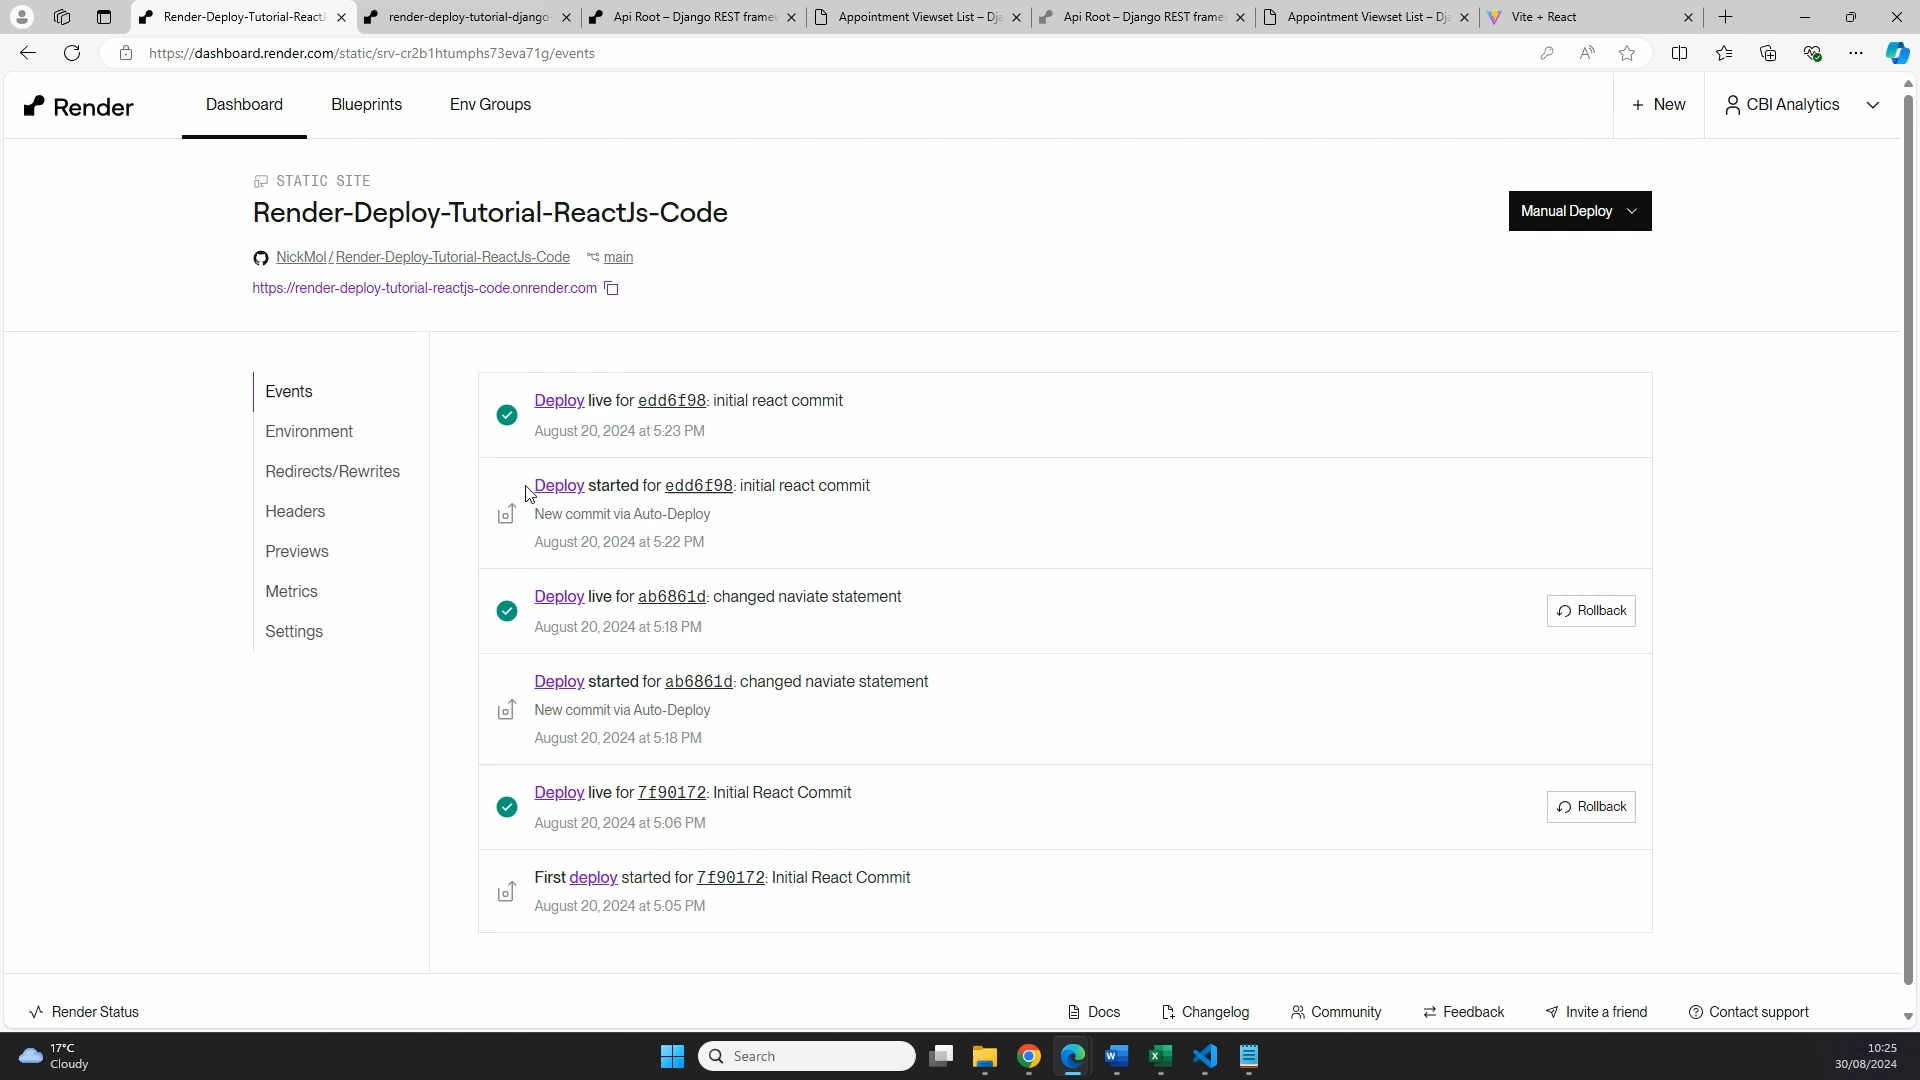 Render-Deploy-Tutorial-ReactJ
render-deploy-tutorial-django-
Api Root – Django REST framew
Appointment Viewset List – Dja
Api Root – Django REST framew
Appointment Viewset List – Dja
Vite + React
https://dashboard.render.com/static/srv-cr2b1htumphs73eva71g/events
Render
Dashboard
Blueprints
Env Groups
+ New
CBI Analytics
STATIC SITE
Render-Deploy-Tutorial-ReactJs-Code
Manual Deploy
NickMol / Render-Deploy-Tutorial-ReactJs-Code main
https://render-deploy-tutorial-reactjs-code.onrender.com
Events
Environment
Redirects/Rewrites
Headers
Previews
Metrics
Settings
Deploy live for edd6f98: initial react commit
August 20, 2024 at 5:23 PM
Deploy started for edd6f98: initial react commit
New commit via Auto-Deploy
August 20, 2024 at 5:22 PM
Deploy live for ab6861d: changed naviate statement
August 20, 2024 at 5:18 PM
Rollback
Deploy started for ab6861d: changed naviate statement
New commit via Auto-Deploy
August 20, 2024 at 5:18 PM
Deploy live for 7f90172: Initial React Commit
August 20, 2024 at 5:06 PM
Rollback
First deploy started for 7f90172: Initial React Commit
August 20, 2024 at 5:05 PM
Render Status
Docs
Changelog
Community
Feedback
Invite a friend
Contact support
17°C
Cloudy
Search
10:25
30/08/2024